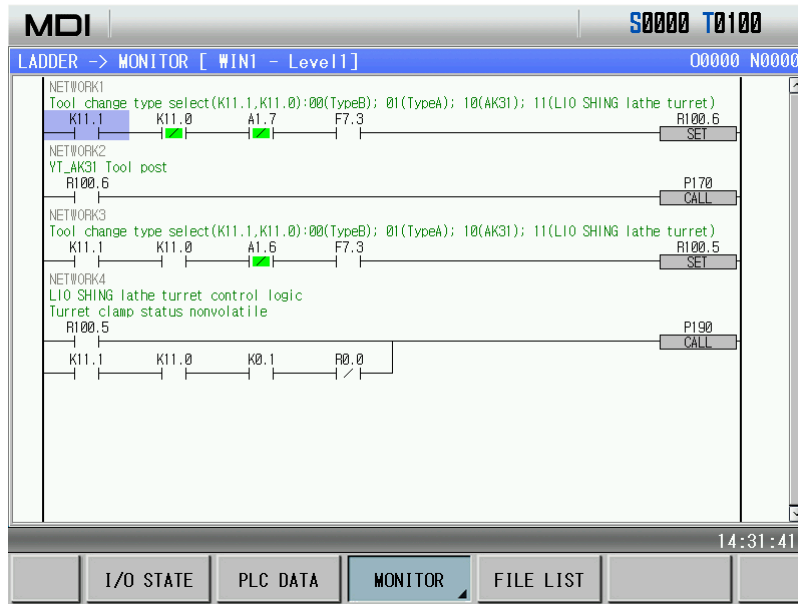 MDI S0000 T0100
LADDER -> MONITOR [ WIN1 - Level1] O0000 N0000
NETWORK1
Tool change type select(K11.1,K11.0):00(TypeB); 01(TypeA); 10(AK31); 11(LIO SHING lathe turret)
K11.1 K11.0 A1.7 F7.3 R100.6
SET
NETWORK2
YT_AK31 Tool post
R100.6 P170
CALL
NETWORK3
Tool change type select(K11.1,K11.0):00(TypeB); 01(TypeA); 10(AK31); 11(LIO SHING lathe turret)
K11.1 K11.0 A1.6 F7.3 R100.5
SET
NETWORK4
LIO SHING lathe turret control logic
Turret clamp status nonvolatile
R100.5 P190
CALL
K11.1 K11.0 K0.1 R0.0
14:31:41
I/O STATE PLC DATA MONITOR FILE LIST